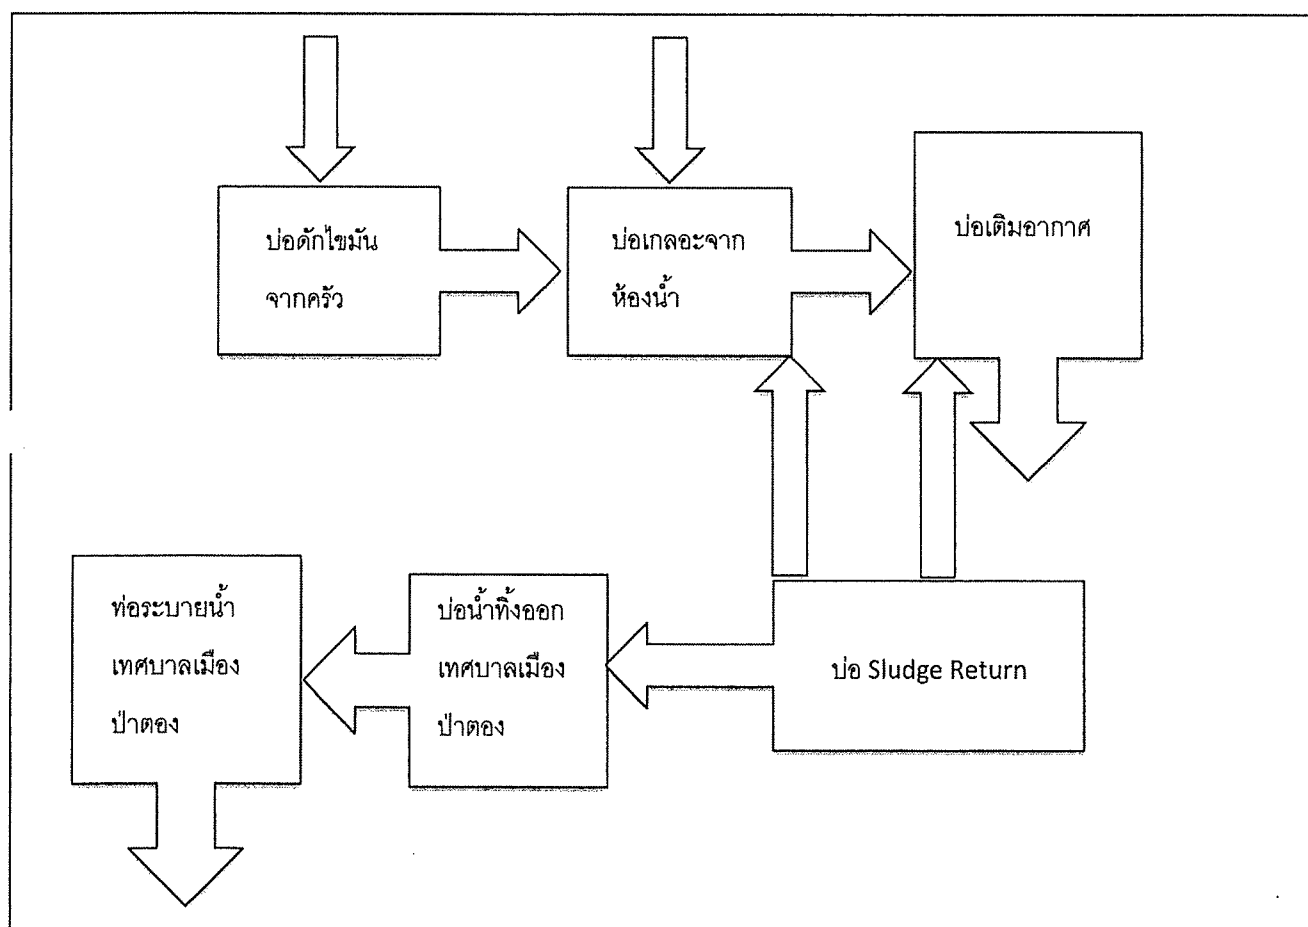 บ่อดักไขมัน
จากครัว
บ่อเกลอะจาก
ห้องน้ำ
บ่อเติมอากาศ
ท่อระบายน้ำ
เทศบาลเมือง
ป่าตอง
บ่อน้ำทิ้งออก
เทศบาลเมือง
ป่าตอง
บ่อ Sludge Return